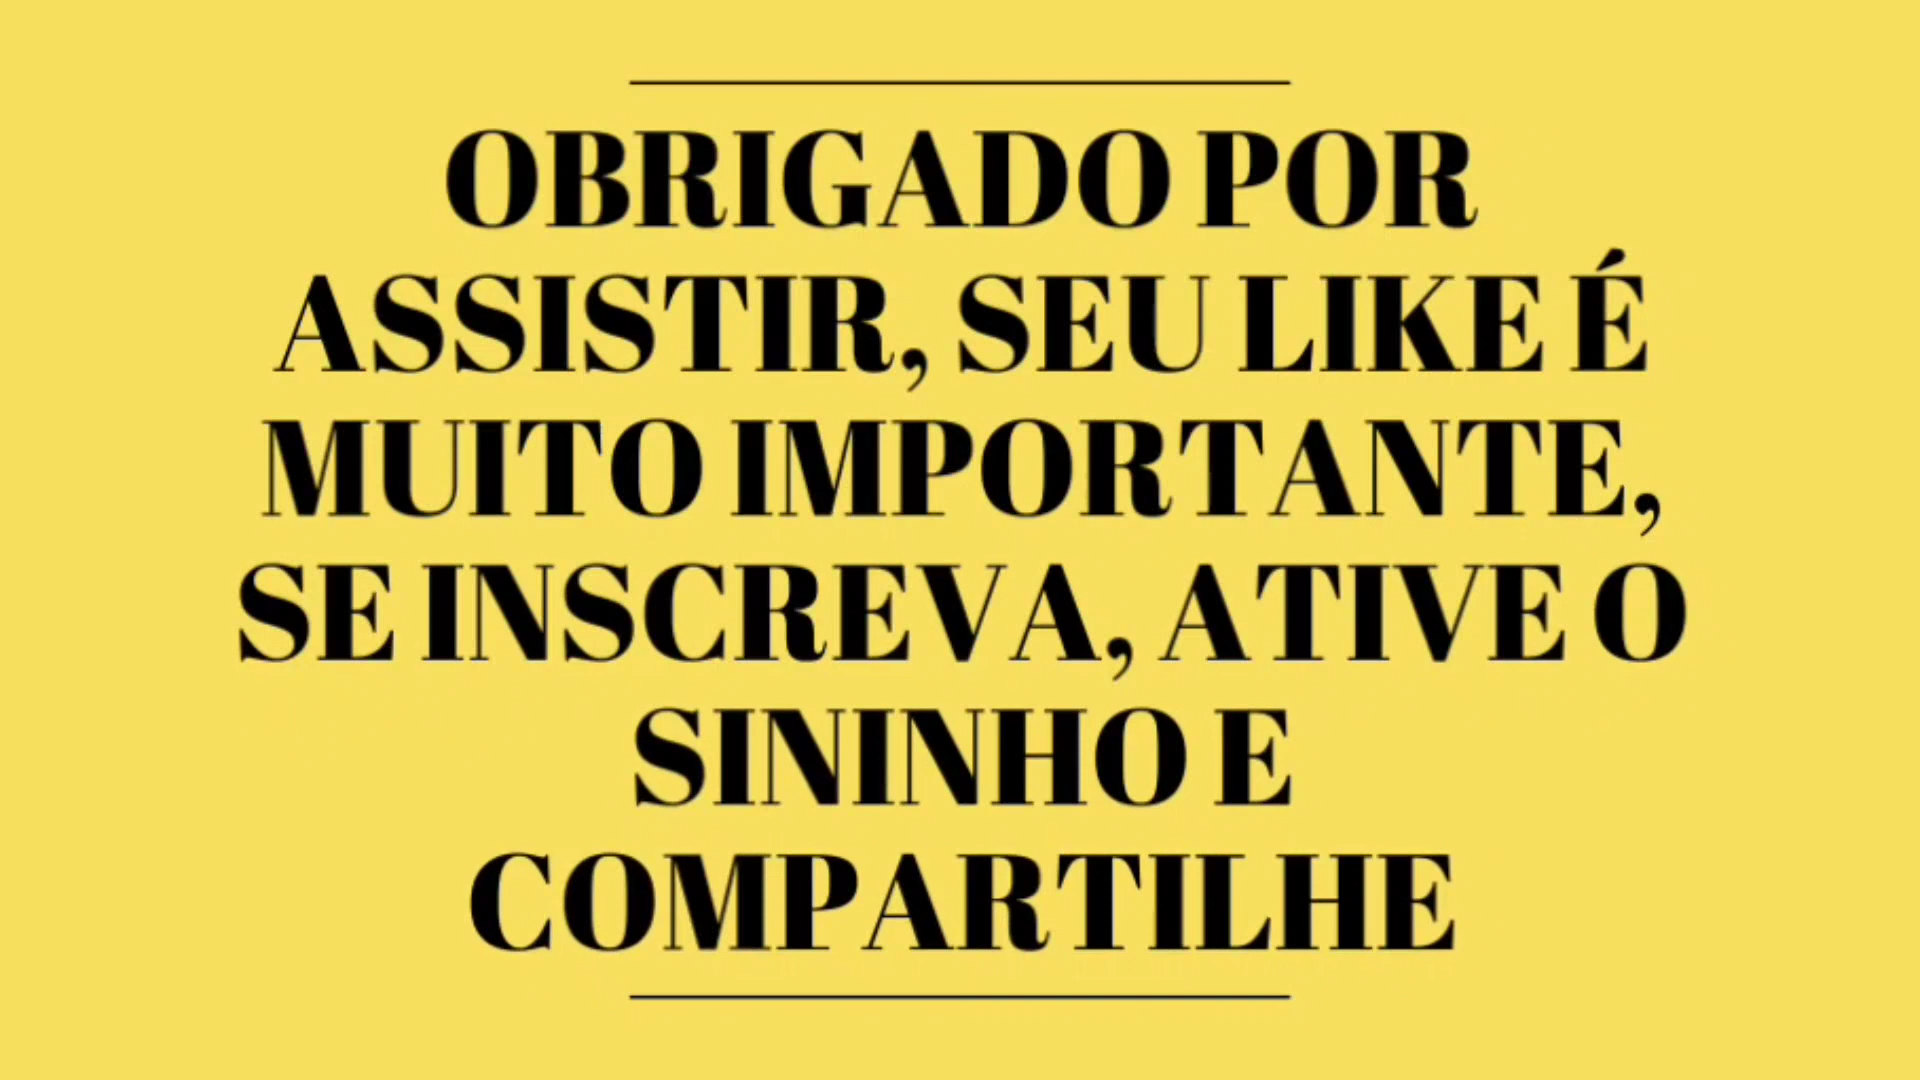 OBRIGADO POR
ASSISTIR, SEU LIKE É
MUITO IMPORTANTE,
SE INSCREVA, ATIVE O
SININHO E
COMPARTILHE